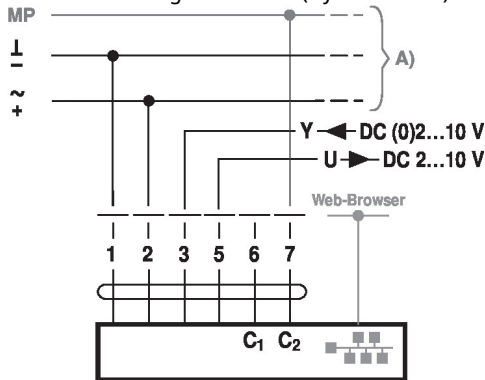 MP
⊥
–
A)
~
+
Y DC (0)2...10 V
U DC 2...10 V
Web-Browser
1 2 3 5 6 7
C1 C2